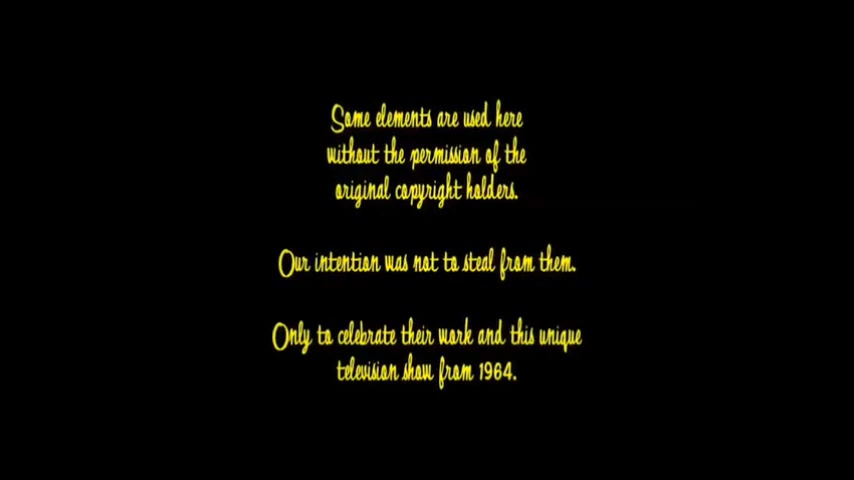 Some elements are used here
without the permission of the
original copyright holders.
Our intention was not to steal from them.
Only to celebrate their work and this unique
television show from 1964.